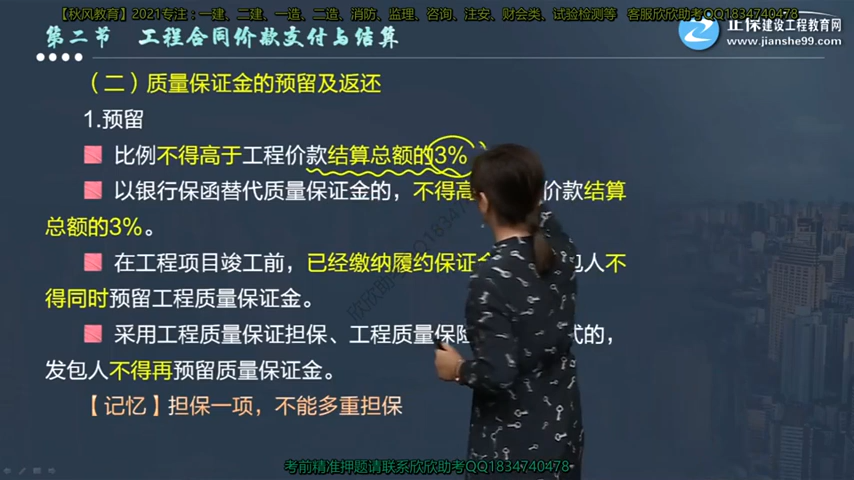 【秋风教育】2021专注：一建、二建、一造、二造、消防、监理、咨询、注安、财会类、试验检测等 客服欣欣助考QQ1834740478
第二节 工程合同价款交付与结算
正保建设工程教育网
www.jianshe99.com
（二）质量保证金的预留及返还
1.预留
比例不得高于工程价款结算总额的3%
以银行保函替代质量保证金的，不得高 价款结算
总额的3%。
在工程项目竣工前，已经缴纳履约保证 包人不
得同时预留工程质量保证金。
采用工程质量保证担保、工程质量保险 式的，
发包人不得再预留质量保证金。
【记忆】担保一项，不能多重担保
考前精准押题请联系欣欣助考QQ1834740478